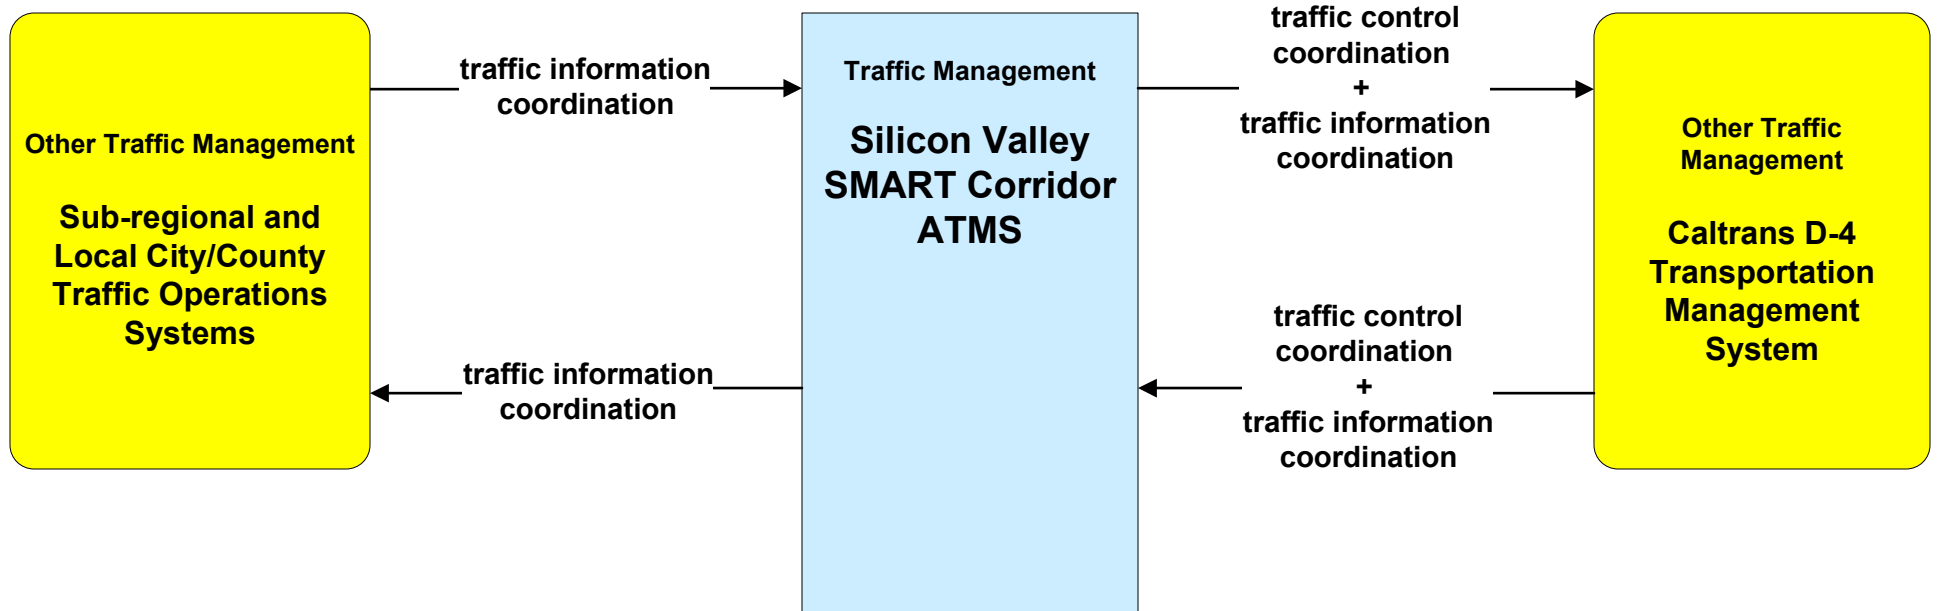 Other Traffic Management
Sub-regional and
Local City/County
Traffic Operations
Systems
traffic information
coordination
traffic information
coordination
Traffic Management
Silicon Valley
SMART Corridor
ATMS
traffic control
coordination
+
traffic information
coordination
traffic control
coordination
+
traffic information
coordination
Other Traffic
Management
Caltrans D-4
Transportation
Management
System